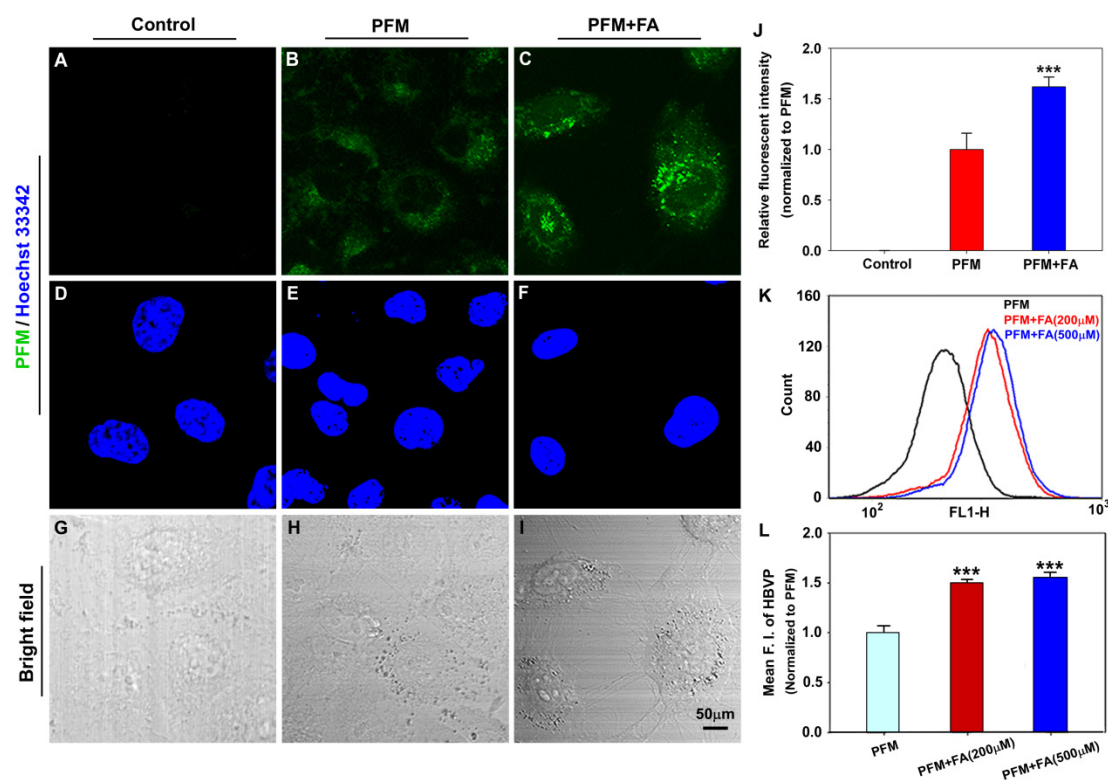 Control
PFM
PFM+FA
PFM / Hoechst 33342
Bright field
A
B
C
D
E
F
G
H
I
50μm
J
Relative fluorescent intensity
(normalized to PFM)
2.0
1.5
1.0
0.5
0.0
***
Control
PFM
PFM+FA
K
Count
160
120
80
40
0
PFM
PFM+FA(200μM)
PFM+FA(500μM)
10²
FL1-H
10³
L
Mean F. I. of HBVP
(Normalized to PFM)
2.0
1.5
1.0
0.5
0.0
***
***
PFM
PFM+FA(200μM)
PFM+FA(500μM)